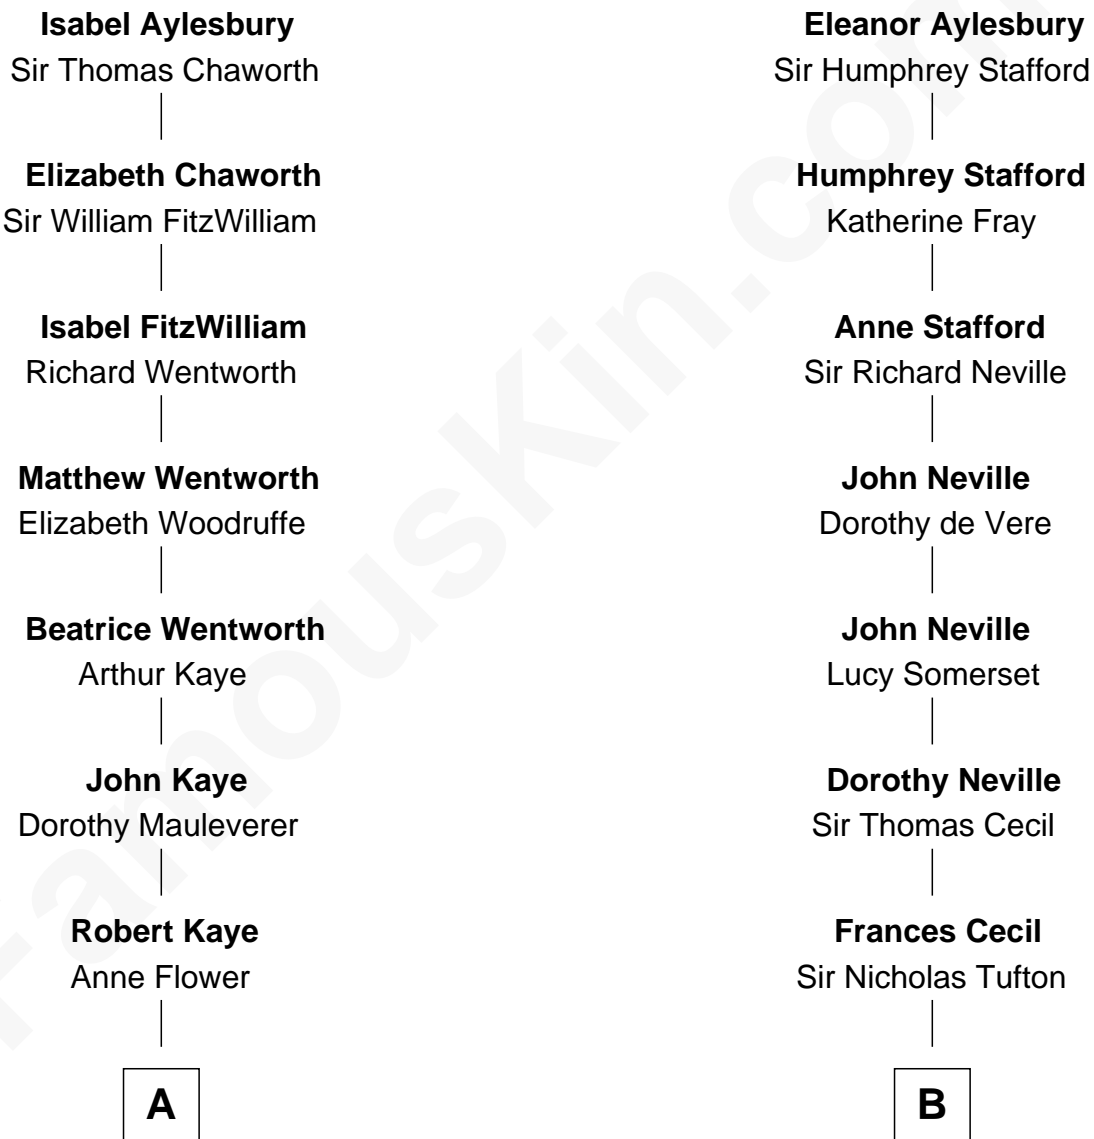 Isabel Aylesbury
Sir Thomas Chaworth
Elizabeth Chaworth
Sir William FitzWilliam
Isabel FitzWilliam
Richard Wentworth
Matthew Wentworth
Elizabeth Woodruffe
Beatrice Wentworth
Arthur Kaye
John Kaye
Dorothy Mauleverer
Robert Kaye
Anne Flower
A
Eleanor Aylesbury
Sir Humphrey Stafford
Humphrey Stafford
Katherine Fray
Anne Stafford
Sir Richard Neville
John Neville
Dorothy de Vere
John Neville
Lucy Somerset
Dorothy Neville
Sir Thomas Cecil
Frances Cecil
Sir Nicholas Tufton
B
FamousKin.com